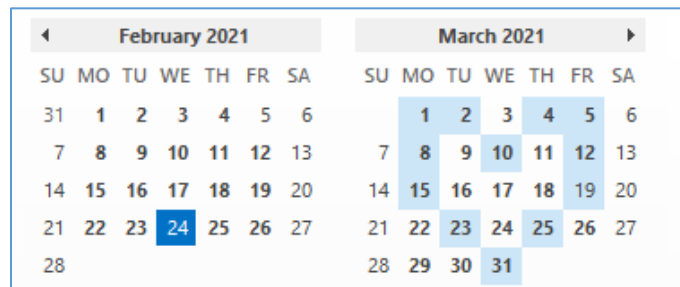 February 2021
SU MO TU WE TH FR SA
31 1 2 3 4 5 6
7 8 9 10 11 12 13
14 15 16 17 18 19 20
21 22 23 24 25 26 27
28
March 2021
SU MO TU WE TH FR SA
1 2 3 4 5 6
7 8 9 10 11 12 13
14 15 16 17 18 19 20
21 22 23 24 25 26 27
28 29 30 31